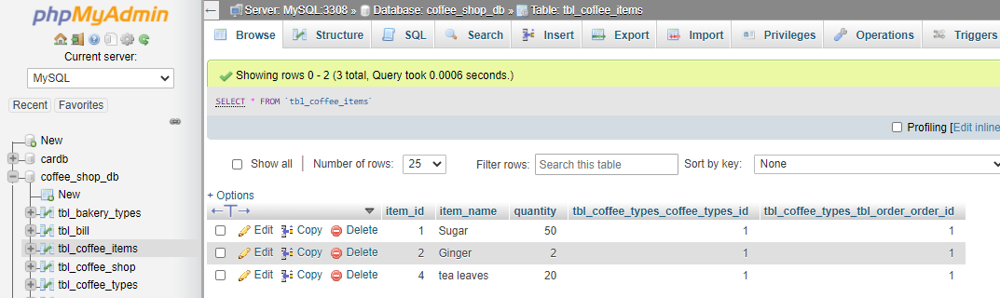 phpMyAdmin
Current server:
MySQL
Recent Favorites
New
cardb
coffee_shop_db
New
tbl_bakery_types
tbl_bill
tbl_coffee_items
tbl_coffee_shop
tbl_coffee_types
Server: MySQL:3308 » Database: coffee_shop_db » Table: tbl_coffee_items
Browse Structure SQL Search Insert Export Import Privileges Operations Triggers
Showing rows 0 - 2 (3 total, Query took 0.0006 seconds.)
SELECT * FROM `tbl_coffee_items`
Profiling [Edit inline
Show all Number of rows: 25 Filter rows: Search this table Sort by key: None
+ Options
←T→ item_id item_name quantity tbl_coffee_types_coffee_types_id tbl_coffee_types_tbl_order_order_id
Edit Copy Delete 1 Sugar 50 1 1
Edit Copy Delete 2 Ginger 2 1 1
Edit Copy Delete 4 tea leaves 20 1 1